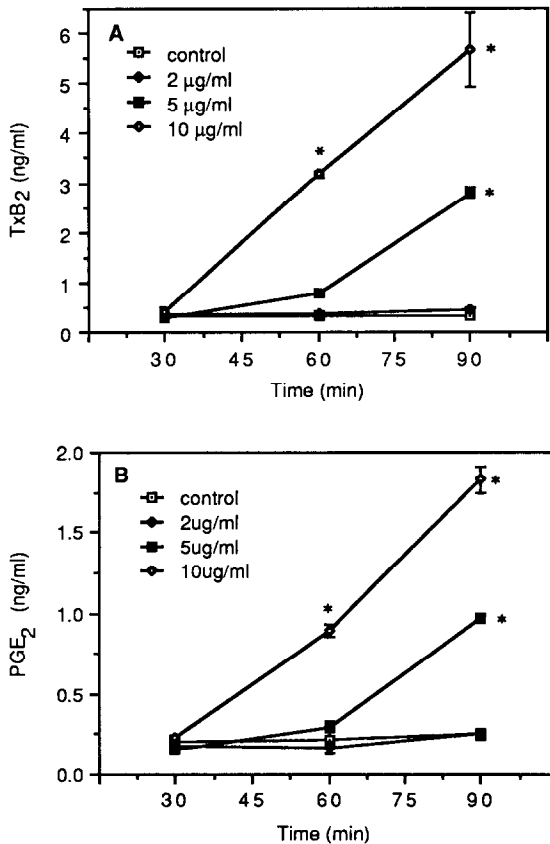 A
control
2 µg/ml
5 µg/ml
10 µg/ml
TxB2 (ng/ml)
6
5
4
3
2
1
0
*
*
*
30
45
60
75
90
Time (min)
B
control
2ug/ml
5ug/ml
10ug/ml
PGE2 (ng/ml)
2.0
1.5
1.0
0.5
0.0
*
*
*
30
45
60
75
90
Time (min)